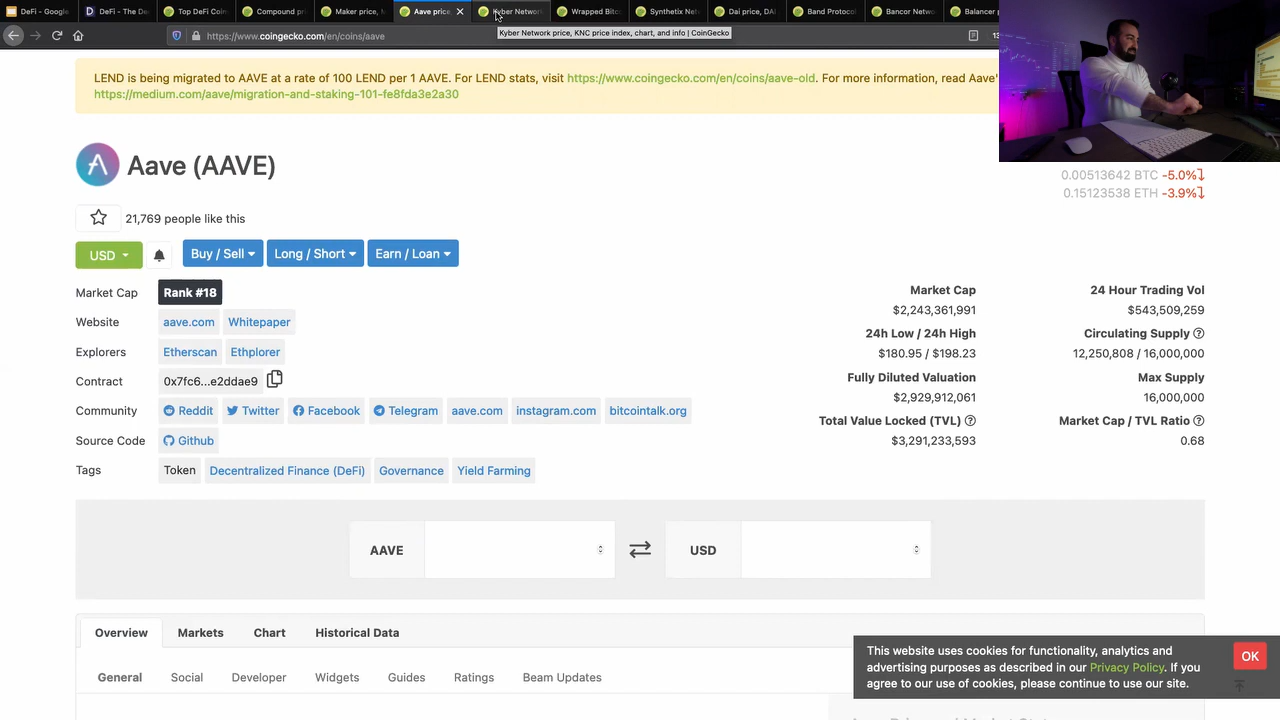 DeFi - Google
DeFi - The De
Top DeFi Coin
Compound pr
Maker price, M
Aave price,
Kyber Network
Wrapped Bitc
Synthetix Net
Dai price, DAI
Band Protocol
Bancor Netwo
Balancer p
https://www.coingecko.com/en/coins/aave
Kyber Network price, KNC price index, chart, and info | CoinGecko
LEND is being migrated to AAVE at a rate of 100 LEND per 1 AAVE. For LEND stats, visit https://www.coingecko.com/en/coins/aave-old. For more information, read Aave'
https://medium.com/aave/migration-and-staking-101-fe8fda3e2a30
Aave (AAVE)
0.00513642 BTC -5.0%
0.15123538 ETH -3.9%
21,769 people like this
USD
Buy / Sell
Long / Short
Earn / Loan
Market Cap Rank #18
Website aave.com Whitepaper
Explorers Etherscan Ethplorer
Contract 0x7fc6...e2ddae9
Community Reddit Twitter Facebook Telegram aave.com instagram.com bitcointalk.org
Source Code Github
Tags Token Decentralized Finance (DeFi) Governance Yield Farming
Market Cap
$2,243,361,991
24h Low / 24h High
$180.95 / $198.23
Fully Diluted Valuation
$2,929,912,061
Total Value Locked (TVL)
$3,291,233,593
24 Hour Trading Vol
$543,509,259
Circulating Supply
12,250,808 / 16,000,000
Max Supply
16,000,000
Market Cap / TVL Ratio
0.68
AAVE
USD
Overview Markets Chart Historical Data
General Social Developer Widgets Guides Ratings Beam Updates
This website uses cookies for functionality, analytics and
advertising purposes as described in our Privacy Policy. If you
agree to our use of cookies, please continue to use our site.
OK